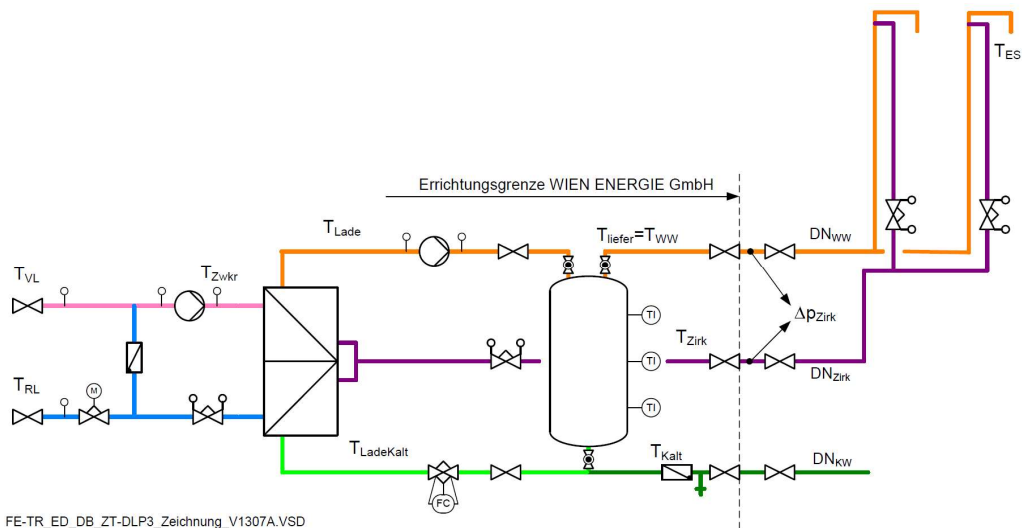 T_ES
Errichtungsgrenze WIEN ENERGIE GmbH
T_Lade
T_liefer=T_WW
DN_WW
T_VL
T_Zwkr
TI
Δp_Zirk
T_Zirk
TI
DN_Zirk
T_RL
M
TI
T_LadeKalt
T_Kalt
DN_KW
FC
FE-TR_ED_DB_ZT-DLP3_Zeichnung_V1307A.VSD